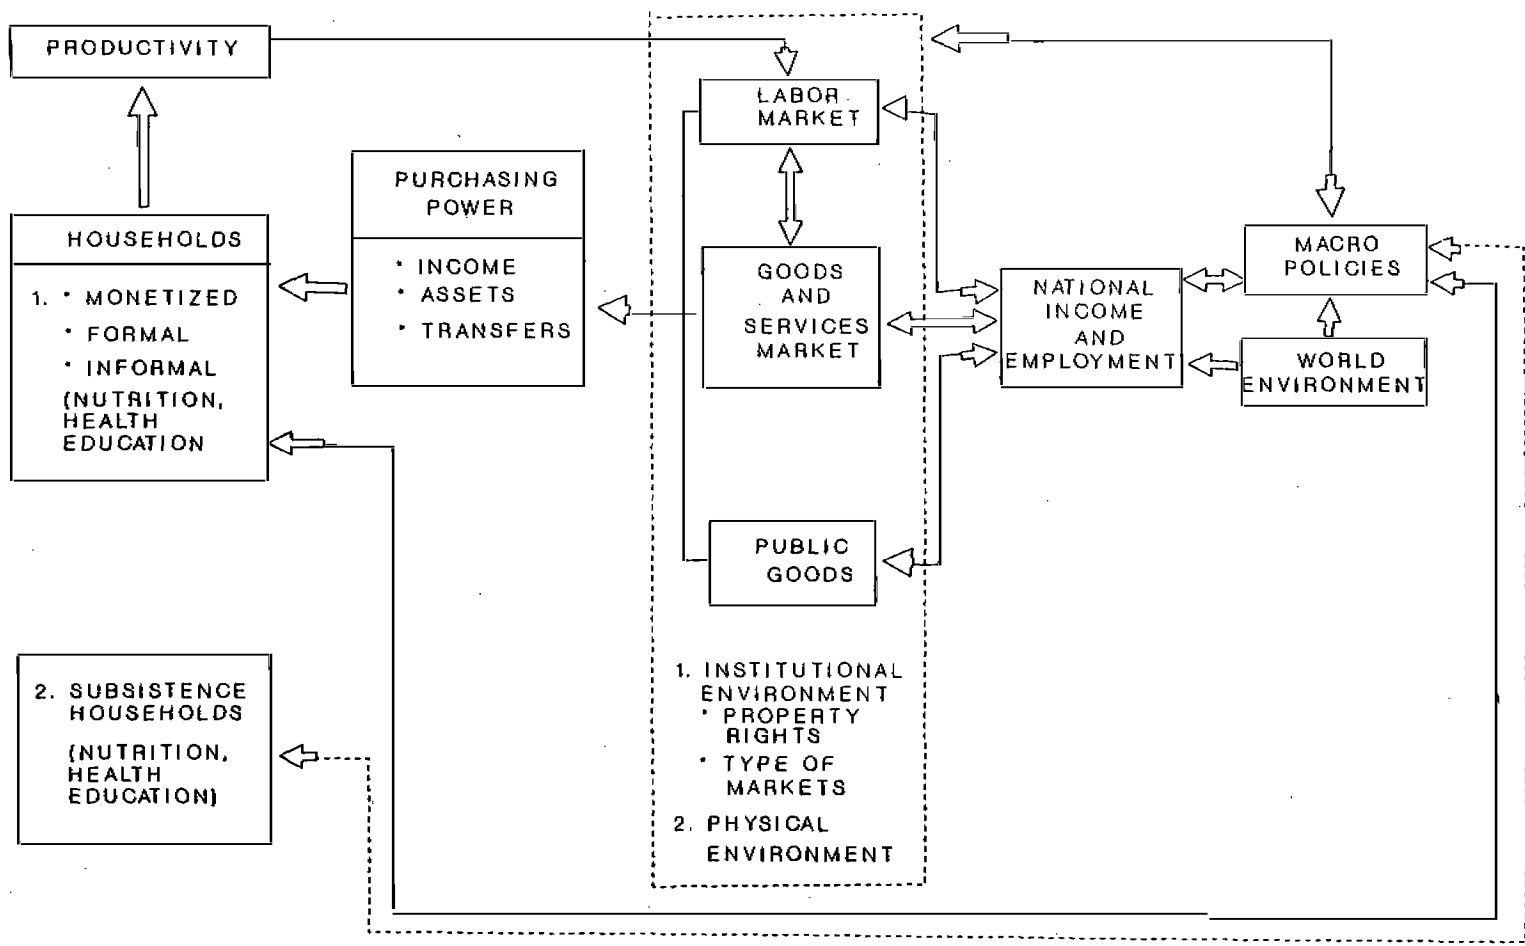 PRODUCTIVITY
LABOR
MARKET
PURCHASING
POWER
• INCOME
• ASSETS
• TRANSFERS
HOUSEHOLDS
1. • MONETIZED
• FORMAL
• INFORMAL
(NUTRITION,
HEALTH
EDUCATION
GOODS
AND
SERVICES
MARKET
NATIONAL
INCOME
AND
EMPLOYMENT
MACRO
POLICIES
WORLD
ENVIRONMENT
PUBLIC
GOODS
2. SUBSISTENCE
HOUSEHOLDS
(NUTRITION,
HEALTH
EDUCATION)
1. INSTITUTIONAL
ENVIRONMENT
• PROPERTY
RIGHTS
• TYPE OF
MARKETS
2. PHYSICAL
ENVIRONMENT